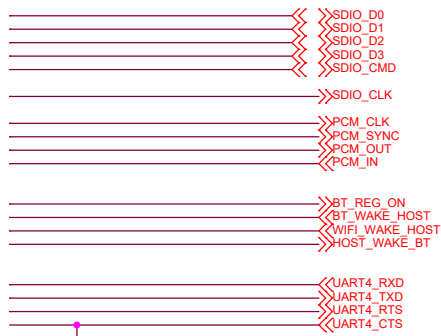 SDIO_D0
SDIO_D1
SDIO_D2
SDIO_D3
SDIO_CMD
SDIO_CLK
PCM_CLK
PCM_SYNC
PCM_OUT
PCM_IN
BT_REG_ON
BT_WAKE_HOST
WIFI_WAKE_HOST
HOST_WAKE_BT
UART4_RXD
UART4_TXD
UART4_RTS
UART4_CTS